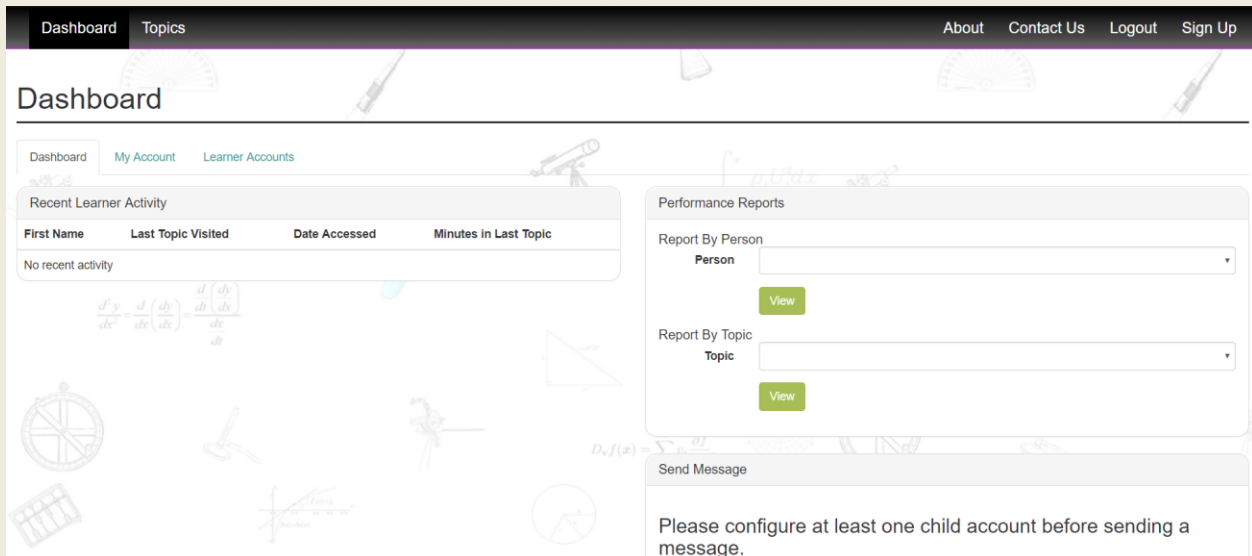 Dashboard Topics About Contact Us Logout Sign Up
Dashboard
Dashboard My Account Learner Accounts
Recent Learner Activity
First Name Last Topic Visited Date Accessed Minutes in Last Topic
No recent activity
Performance Reports
Report By Person
Person
View
Report By Topic
Topic
View
Send Message
Please configure at least one child account before sending a
message.